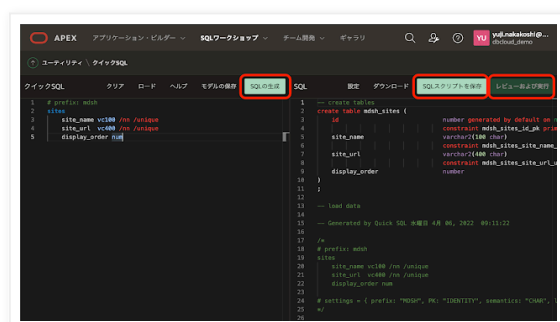 APEX アプリケーション・ビルダー SQLワークショップ チーム開発 ギャラリ YU yuji.nakakoshi@...
dbcloud_demo
ユーティリティ \ クイックSQL
クイックSQL クリア ロード ヘルプ モデルの保存 SQLの生成 SQL 設定 ダウンロード SQLスクリプトを保存 レビューおよび実行
1 # prefix: mdsh
2 sites
3 site_name vc100 /nn /unique
4 site_url vc400 /nn /unique
5 display_order num
1 -- create tables
2 create table mdsh_sites (
3 id number generated by default on n
4 constraint mdsh_sites_id_pk prim
5 site_name varchar2(100 char)
6 constraint mdsh_sites_site_name_
7 site_url varchar2(400 char)
8 constraint mdsh_sites_site_url_u
9 display_order number
10 )
11 ;
12
13 -- load data
14
15 -- Generated by Quick SQL 水曜日 4月 06, 2022 09:11:22
16
17 /*
18 # prefix: mdsh
19 sites
20 site_name vc100 /nn /unique
21 site_url vc400 /nn /unique
22 display_order num
23
24 # settings = { prefix: "MDSH", PK: "IDENTITY", semantics: "CHAR",
25 */
26